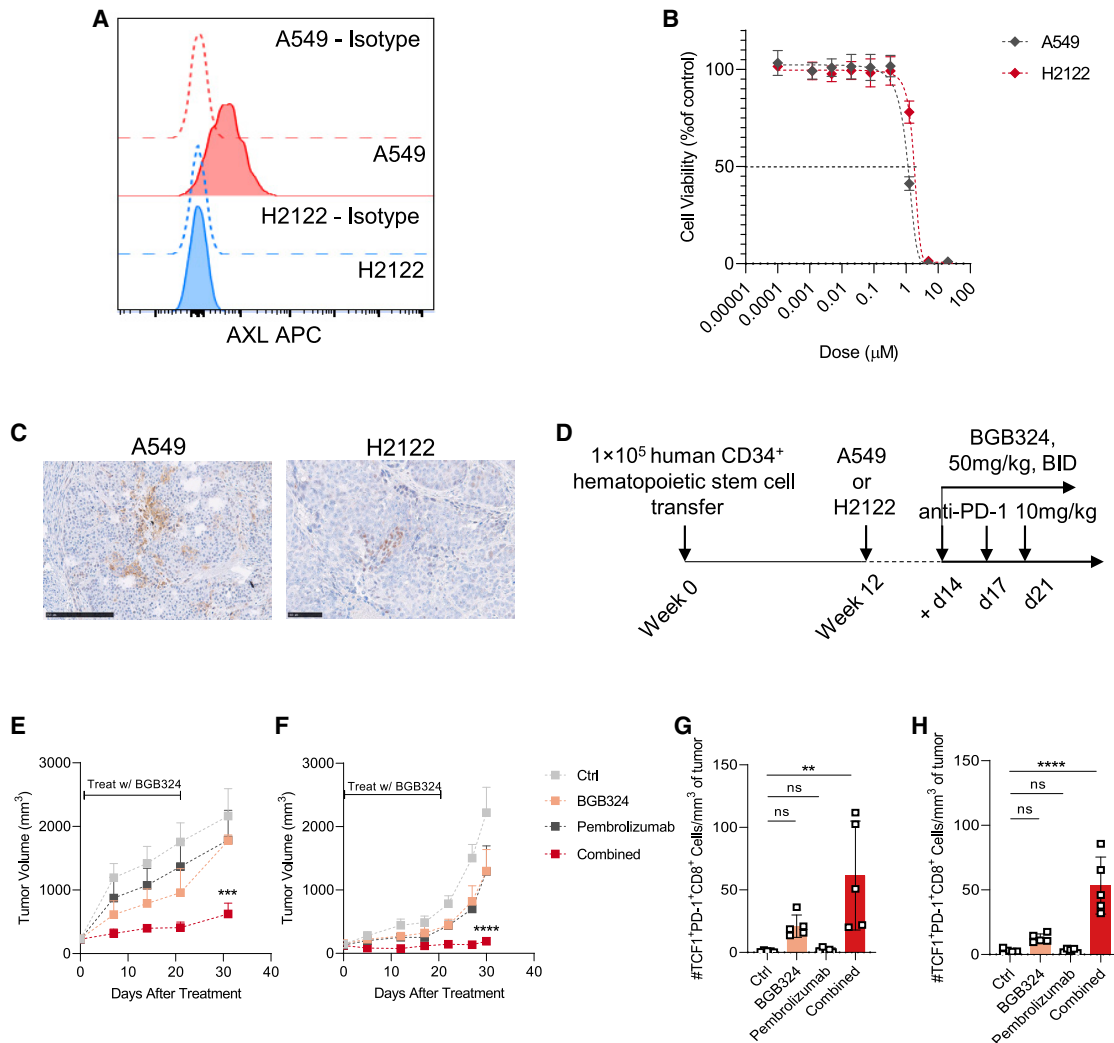 A
A549 - Isotype
A549
H2122 - Isotype
H2122
AXL APC
B
A549
H2122
Cell Viability (%of control)
100
50
0
0.00001
0.0001
0.001
0.01
0.1
1
10
100
Dose (µM)
C
A549
H2122
D
1×10⁵ human CD34⁺
hematopoietic stem cell
transfer
A549
or
H2122
BGB324,
50mg/kg, BID
anti-PD-1 10mg/kg
Week 0
Week 12
+ d14
d17
d21
E
Treat w/ BGB324
Tumor Volume (mm³)
3000
2000
1000
0
***
0
10
20
30
40
Days After Treatment
F
Treat w/ BGB324
Tumor Volume (mm³)
3000
2000
1000
0
****
0
10
20
30
40
Days After Treatment
Ctrl
BGB324
Pembrolizumab
Combined
G
#TCF1⁺PD-1⁺CD8⁺ Cells/mm³ of tumor
150
100
50
0
**
ns
ns
Ctrl
BGB324
Pembrolizumab
Combined
H
#TCF1⁺PD-1⁺CD8⁺ Cells/mm³ of tumor
150
100
50
0
****
ns
ns
Ctrl
BGB324
Pembrolizumab
Combined